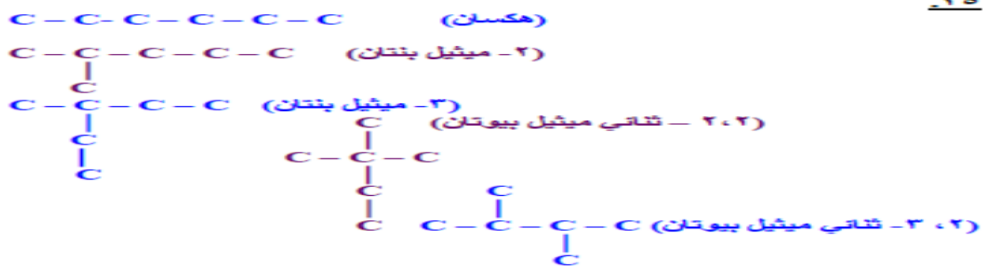 C – C- C – C – C – C (هكسان)
C – C – C – C – C (٢- ميثيل بنتان)
C
C – C – C – C (٣- ميثيل بنتان)
C (٢،٢ – ثنائي ميثيل بيوتان)
C
C – C – C
C
C C
C C – C – C – C (٢ ، ٣- ثنائي ميثيل بيوتان)
C